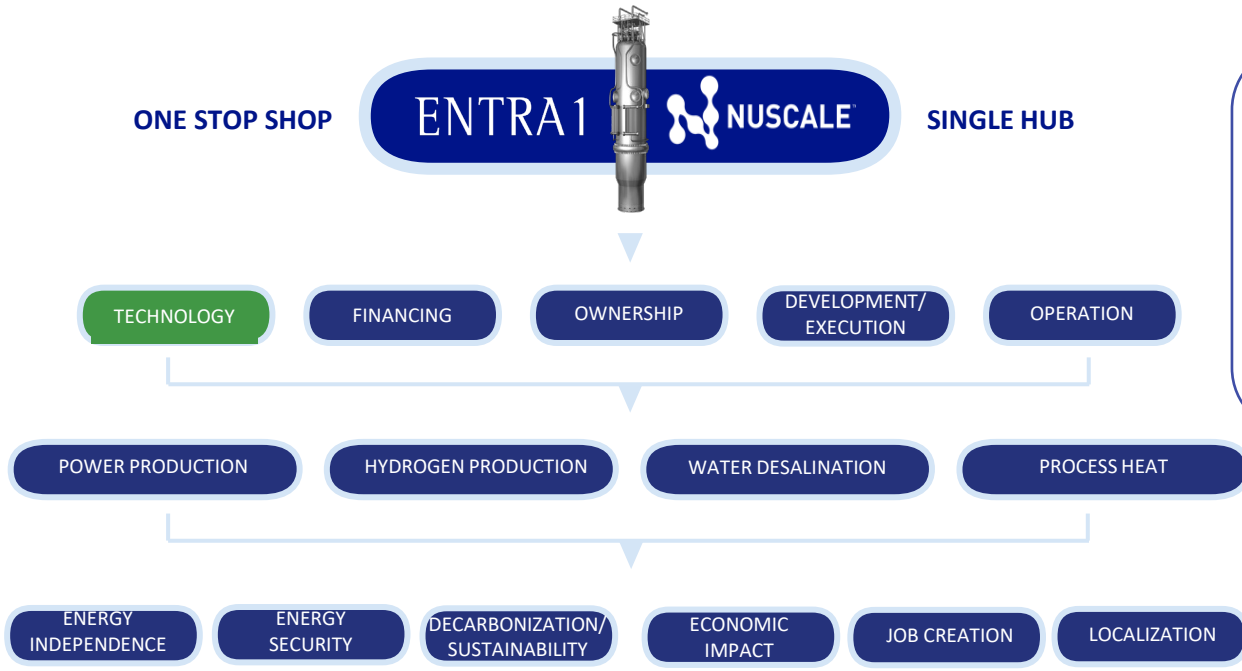 ONE STOP SHOP
ENTRA1
NUSCALE™
SINGLE HUB
TECHNOLOGY
FINANCING
OWNERSHIP
DEVELOPMENT/
EXECUTION
OPERATION
POWER PRODUCTION
HYDROGEN PRODUCTION
WATER DESALINATION
PROCESS HEAT
ENERGY
INDEPENDENCE
ENERGY
SECURITY
DECARBONIZATION/
SUSTAINABILITY
ECONOMIC
IMPACT
JOB CREATION
LOCALIZATION